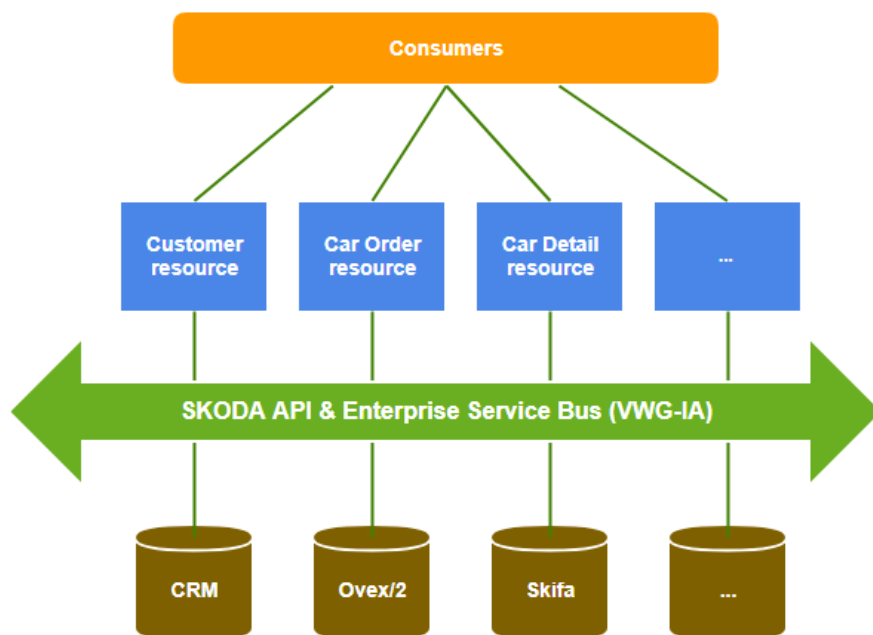 Consumers
Customer
resource
Car Order
resource
Car Detail
resource
...
SKODA API & Enterprise Service Bus (VWG-IA)
CRM
Ovex/2
Skifa
...